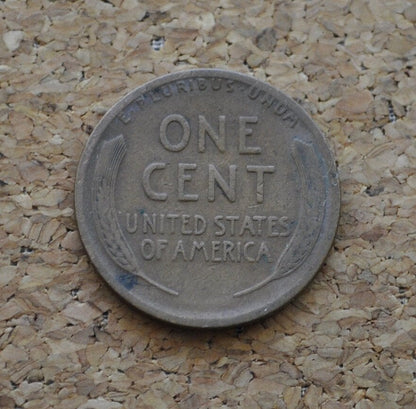 E·PLURIBUS·UNUM
ONE
CENT
UNITED STATES
OF AMERICA